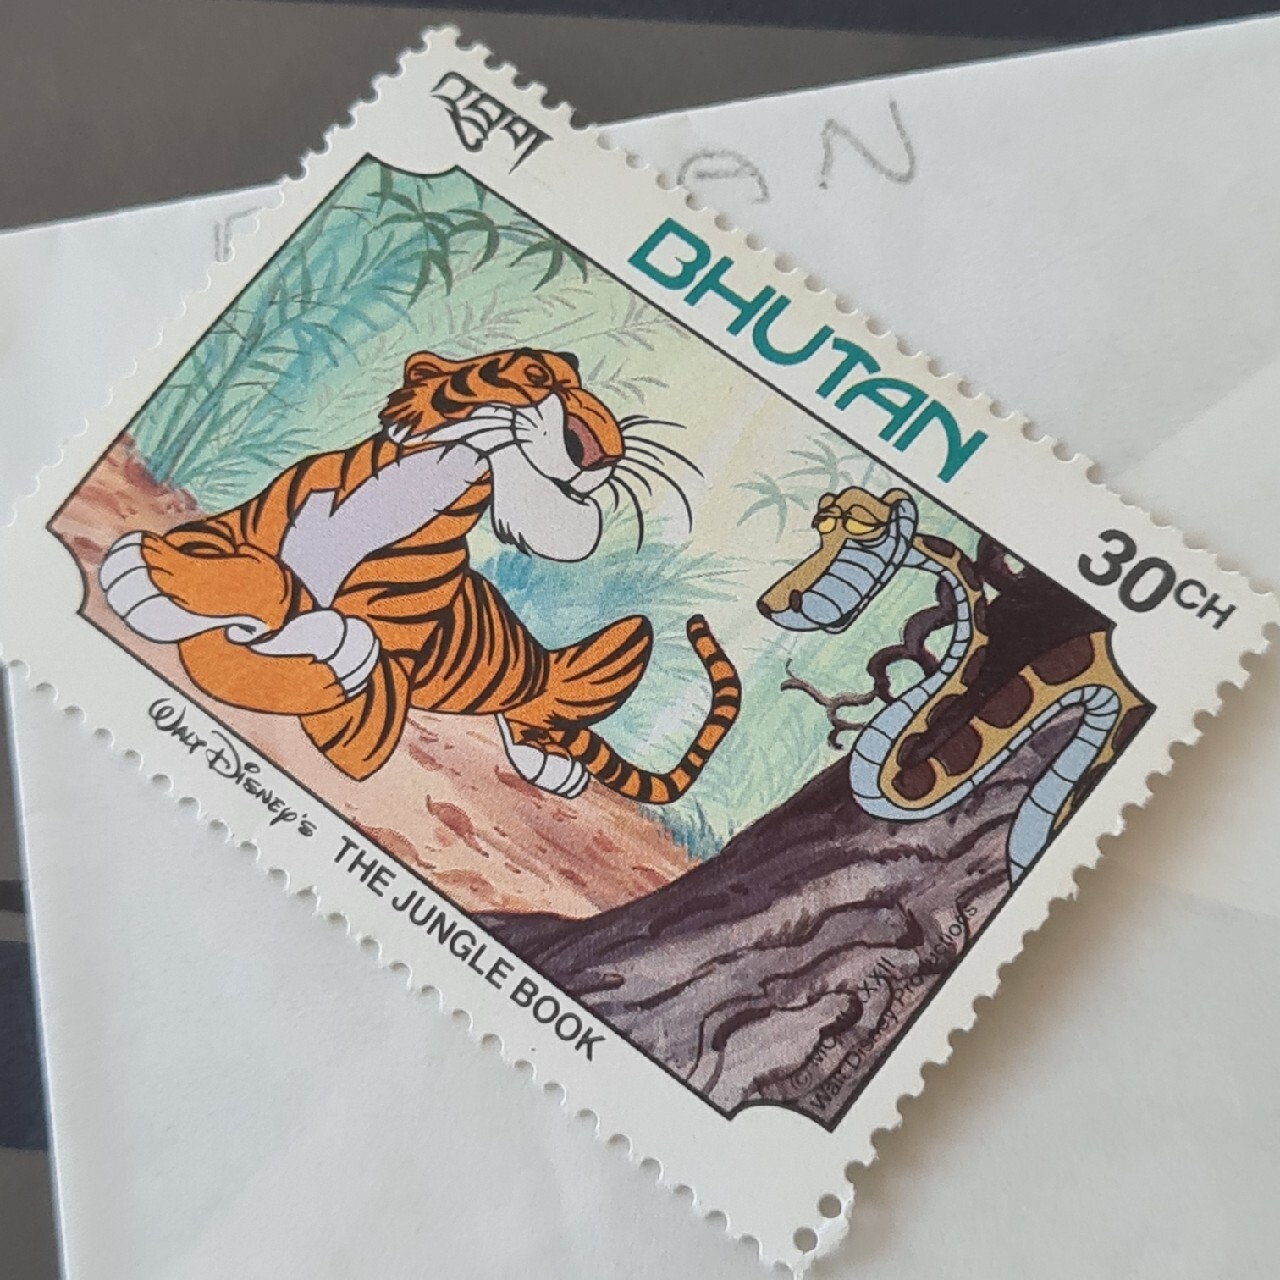 འབྲུག
BHUTAN
30CH
Walt Disney's THE JUNGLE BOOK
Walt Disney Productions